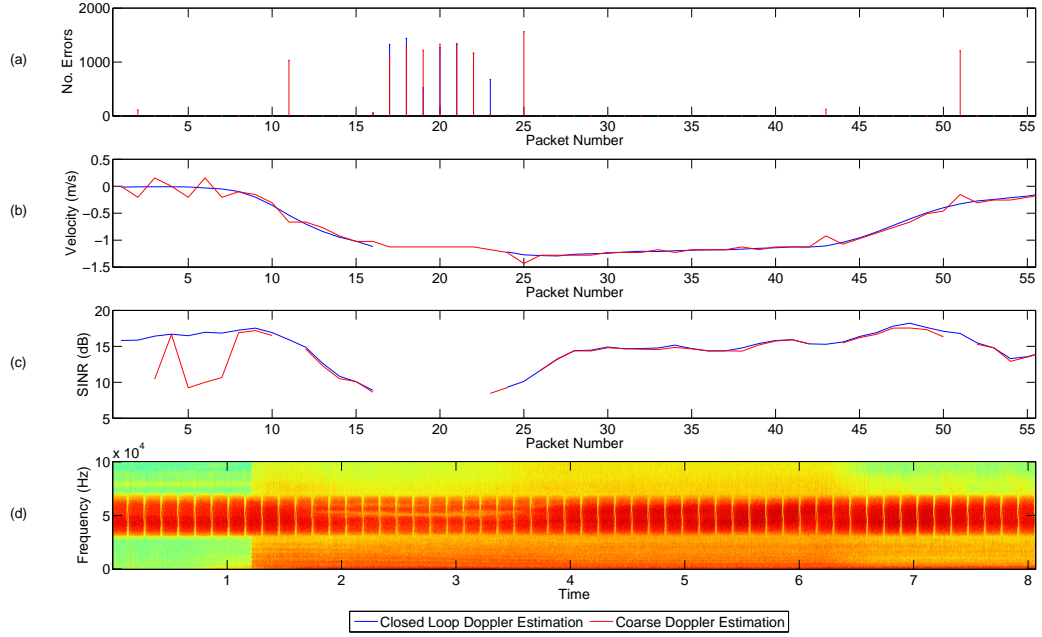 2000
1000
0
No. Errors
(a)
5 10 15 20 25 30 35 40 45 50 55
Packet Number
0.5
0
−0.5
−1
−1.5
Velocity (m/s)
(b)
5 10 15 20 25 30 35 40 45 50 55
Packet Number
20
15
10
5
SINR (dB)
(c)
5 10 15 20 25 30 35 40 45 50 55
Packet Number
x 10^4
10
5
0
Frequency (Hz)
(d)
1 2 3 4 5 6 7 8
Time
Closed Loop Doppler Estimation Coarse Doppler Estimation